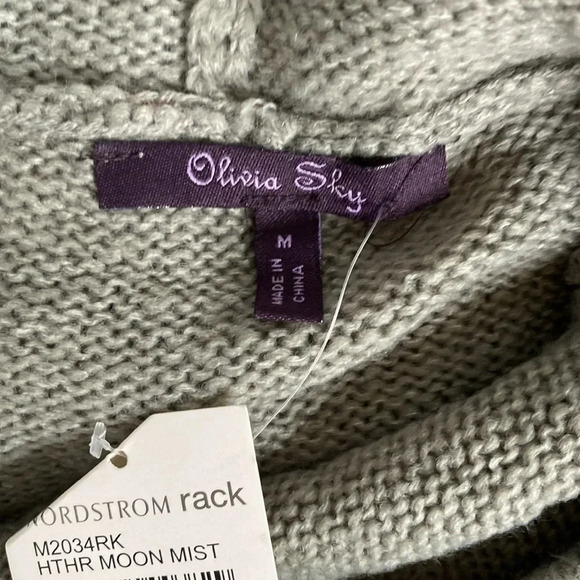 Olivia Sky
M
MADE IN
CHINA
NORDSTROM rack
M2034RK
HTHR MOON MIST